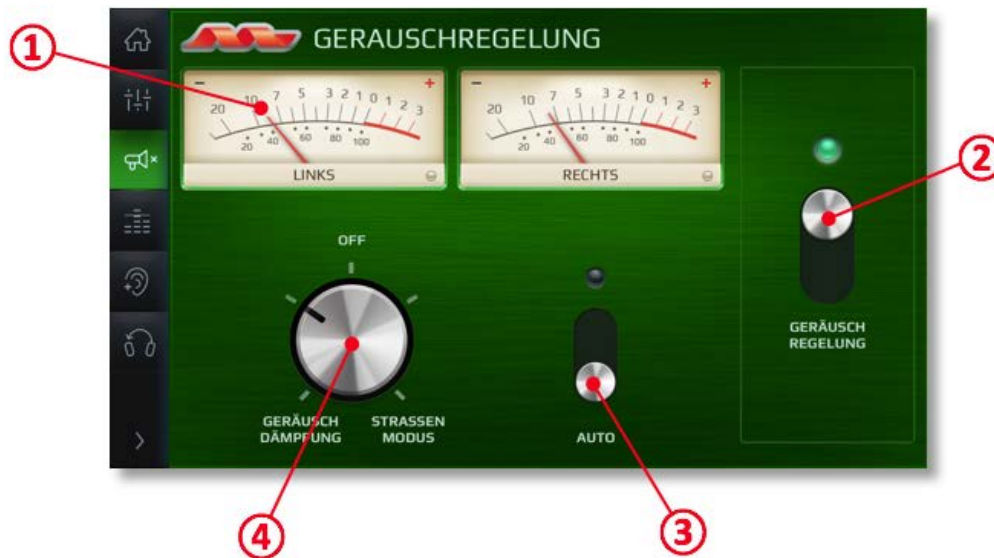 GERAUSCHREGELUNG
1
− +
20 10 7 5 3 2 1 0 1 2 3
20 40 60 80 100
LINKS
− +
20 10 7 5 3 2 1 0 1 2 3
20 40 60 80 100
RECHTS
2
OFF
GERÄUSCH
REGELUNG
GERÄUSCH
DÄMPFUNG
STRASSEN
MODUS
AUTO
4
3